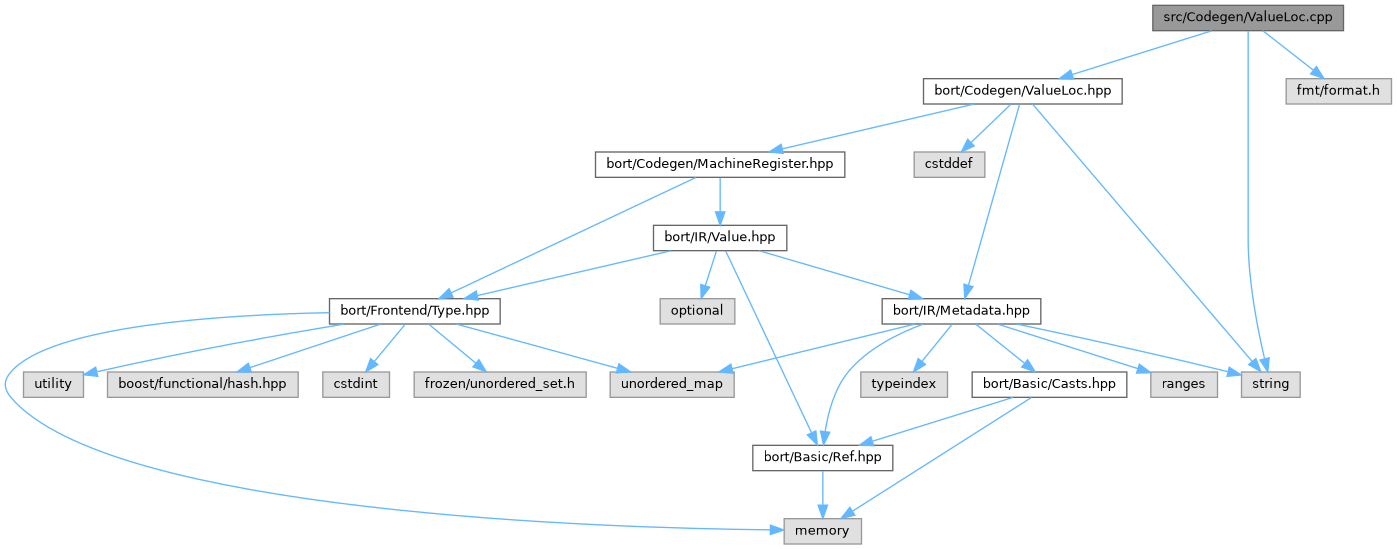 src/Codegen/ValueLoc.cpp
bort/Codegen/ValueLoc.hpp
fmt/format.h
bort/Codegen/MachineRegister.hpp
cstddef
bort/IR/Value.hpp
bort/Frontend/Type.hpp
optional
bort/IR/Metadata.hpp
utility
boost/functional/hash.hpp
cstdint
frozen/unordered_set.h
unordered_map
typeindex
bort/Basic/Casts.hpp
ranges
string
bort/Basic/Ref.hpp
memory